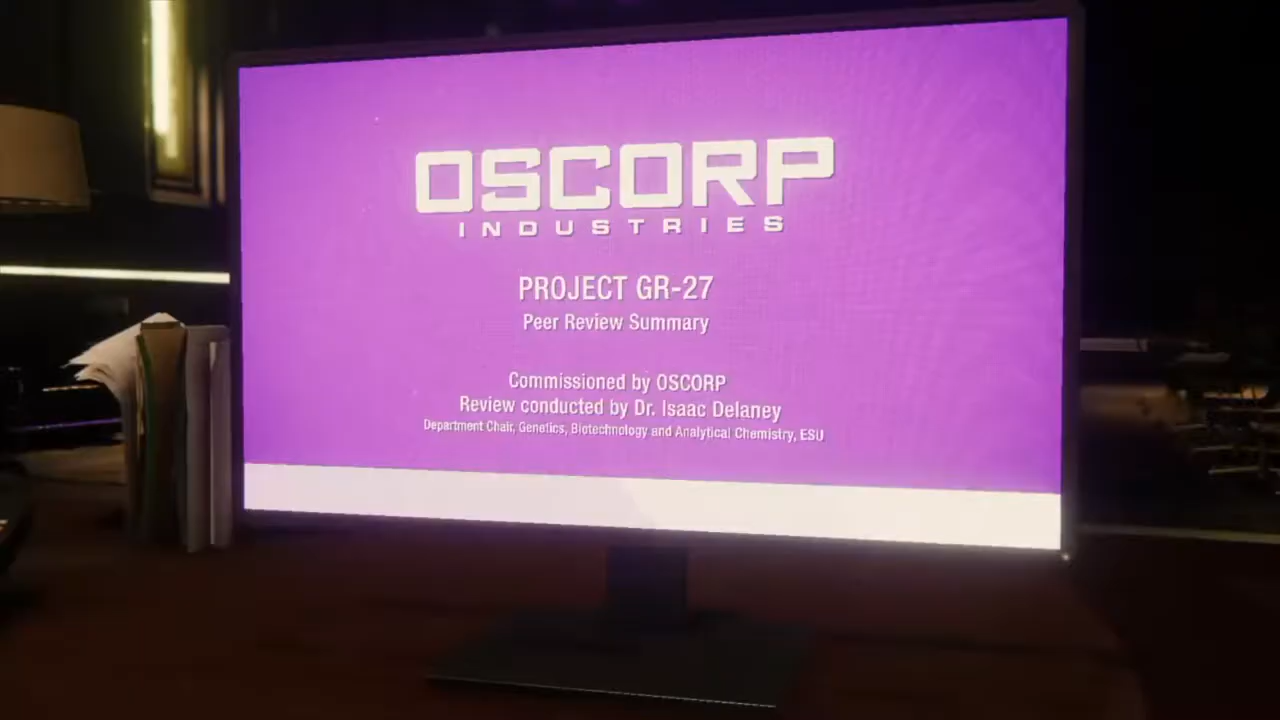 OSCORP
INDUSTRIES
PROJECT GR-27
Peer Review Summary
Commissioned by OSCORP
Review conducted by Dr. Isaac Delaney
Department Chair, Genetics, Biotechnology and Analytical Chemistry, ESU